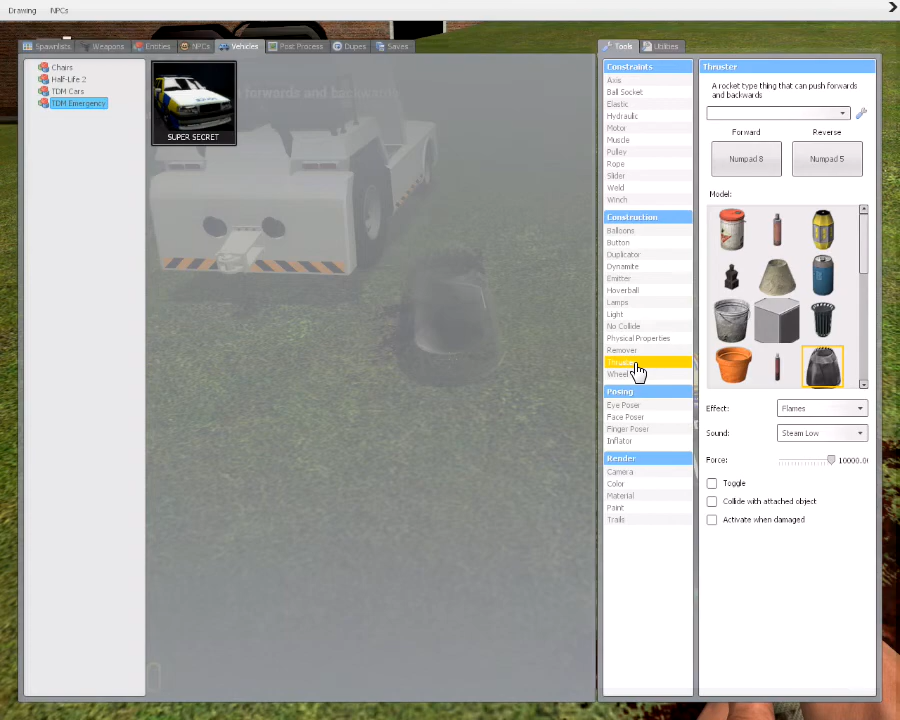 Drawing NPCs
Spawnlists Weapons Entities NPCs Vehicles Post Process Dupes Saves
Tools Utilities
Chairs
Half-Life 2
TDM Cars
TDM Emergency
SUPER SECRET
forwards and backwards
Constraints
Axis
Ball Socket
Elastic
Hydraulic
Motor
Muscle
Pulley
Rope
Slider
Weld
Winch
Construction
Balloons
Button
Duplicator
Dynamite
Emitter
Hoverball
Lamps
Light
No Collide
Physical Properties
Remover
Thruster
Wheel
Posing
Eye Poser
Face Poser
Finger Poser
Inflator
Render
Camera
Color
Material
Paint
Trails
Thruster
A rocket type thing that can push forwards
and backwards
Forward Reverse
Numpad 8 Numpad 5
Model:
Effect: Flames
Sound: Steam Low
Force: 10000.0
Toggle
Collide with attached object
Activate when damaged